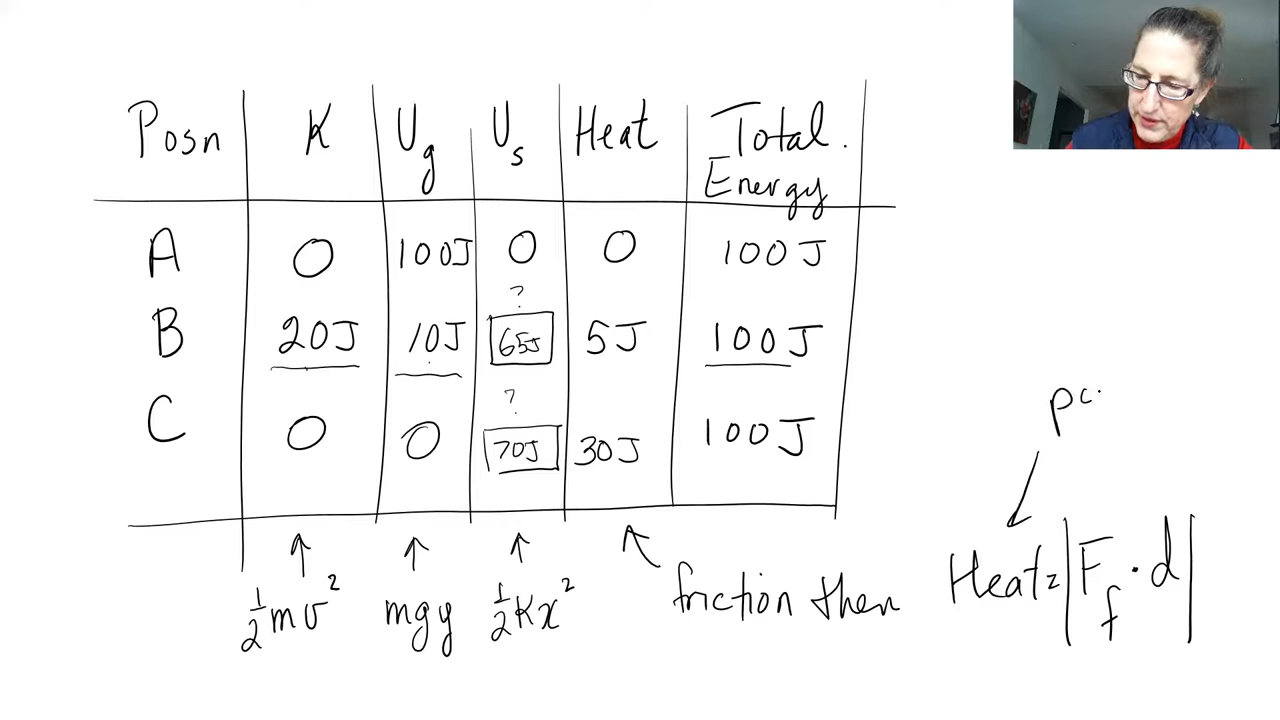 Posn K Ug Us Heat Total Energy
A 0 100J 0 0 100J
?
B 20J 10J 65J 5J 100J
?
C 0 0 70J 30J 100J
½mv² mgy ½Kx² friction then Heat = |Ff · d|